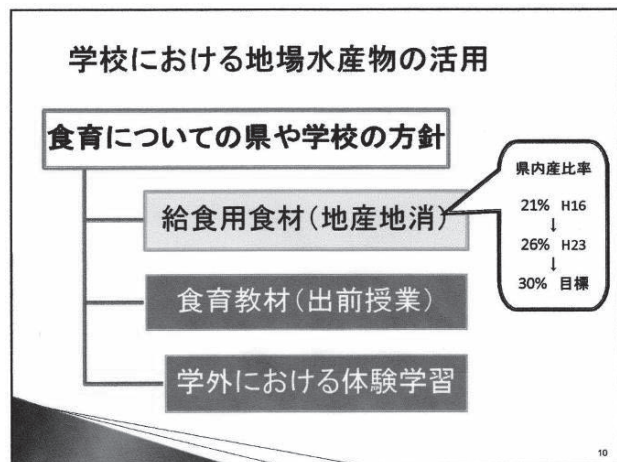 学校における地場水産物の活用
食育についての県や学校の方針
給食用食材(地産地消)
県内産比率
21% H16
↓
26% H23
↓
30% 目標
食育教材(出前授業)
学外における体験学習
10